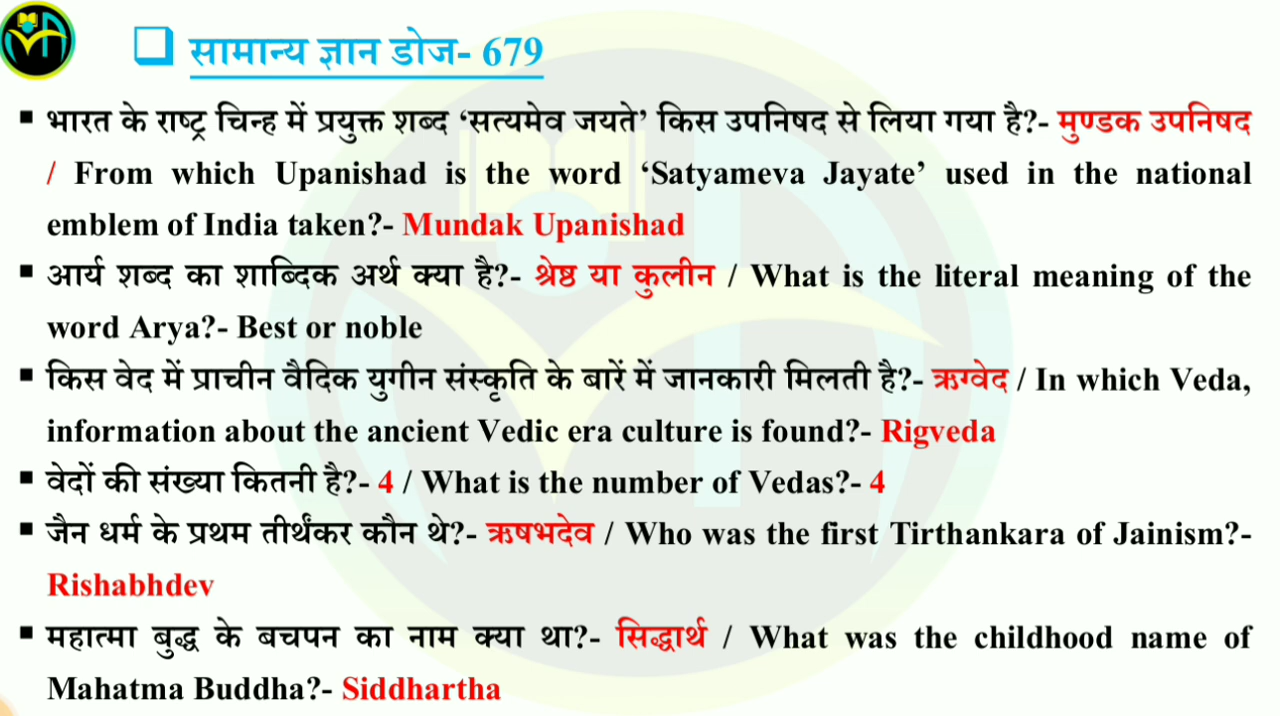 सामान्य ज्ञान डोज- 679
भारत के राष्ट्र चिन्ह में प्रयुक्त शब्द ‘सत्यमेव जयते’ किस उपनिषद से लिया गया है?- मुण्डक उपनिषद
/ From which Upanishad is the word ‘Satyameva Jayate’ used in the national
emblem of India taken?- Mundak Upanishad
आर्य शब्द का शाब्दिक अर्थ क्या है?- श्रेष्ठ या कुलीन / What is the literal meaning of the
word Arya?- Best or noble
किस वेद में प्राचीन वैदिक युगीन संस्कृति के बारें में जानकारी मिलती है?- ऋग्वेद / In which Veda,
information about the ancient Vedic era culture is found?- Rigveda
वेदों की संख्या कितनी है?- 4 / What is the number of Vedas?- 4
जैन धर्म के प्रथम तीर्थंकर कौन थे?- ऋषभदेव / Who was the first Tirthankara of Jainism?-
Rishabhdev
महात्मा बुद्ध के बचपन का नाम क्या था?- सिद्धार्थ / What was the childhood name of
Mahatma Buddha?- Siddhartha